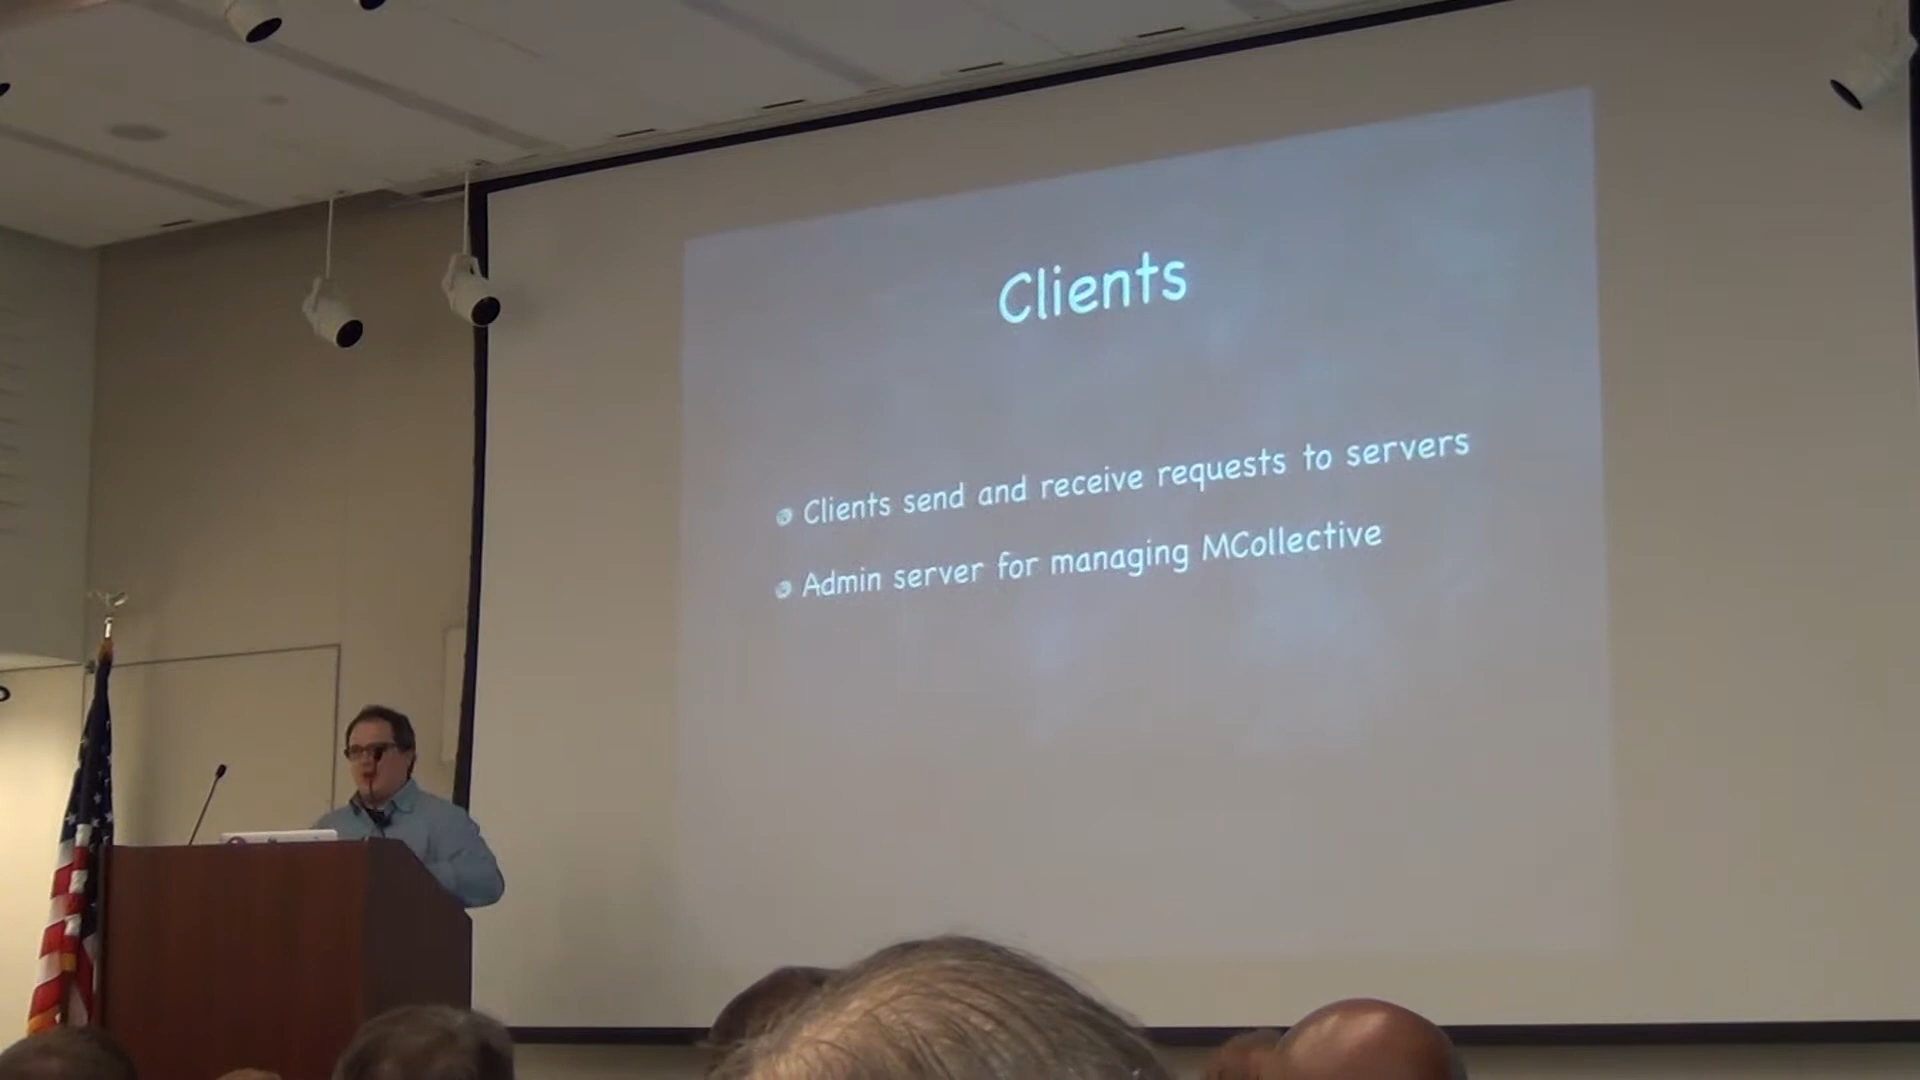 Clients
Clients send and receive requests to servers
Admin server for managing MCollective